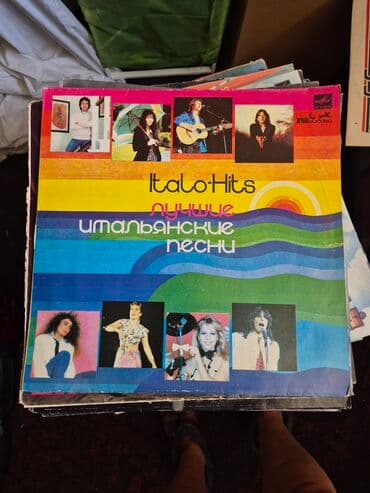 Italo-Hits
лучшие
итальянские
песни